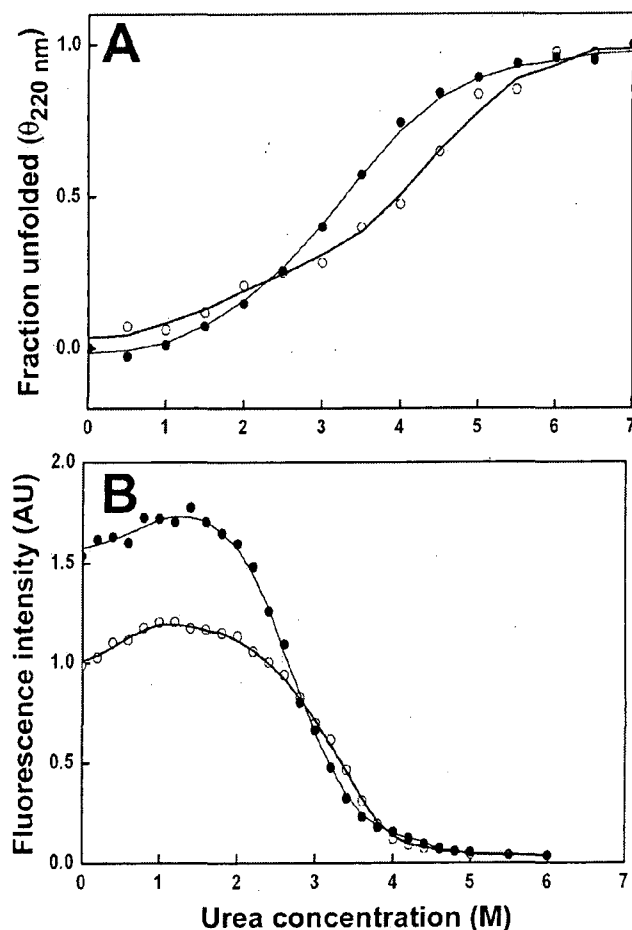 A
Fraction unfolded (θ220 nm)
1.0
0.5
0.0
0 1 2 3 4 5 6 7
B
Fluorescence intensity (AU)
2.0
1.5
1.0
0.5
0.0
0 1 2 3 4 5 6 7
Urea concentration (M)